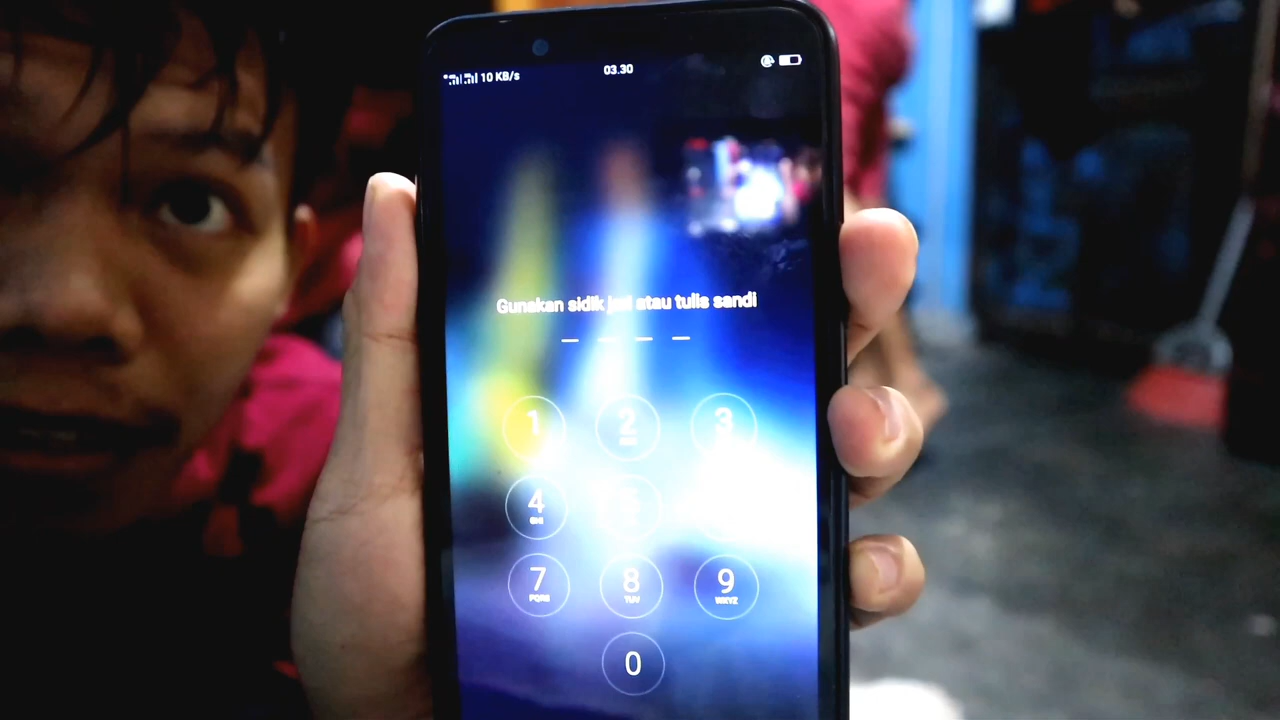 10 KB/s 03.30
Gunakan sidik jari atau tulis sandi
1 2 3
4
GHI
7 8 9
PQRS TUV WXYZ
0